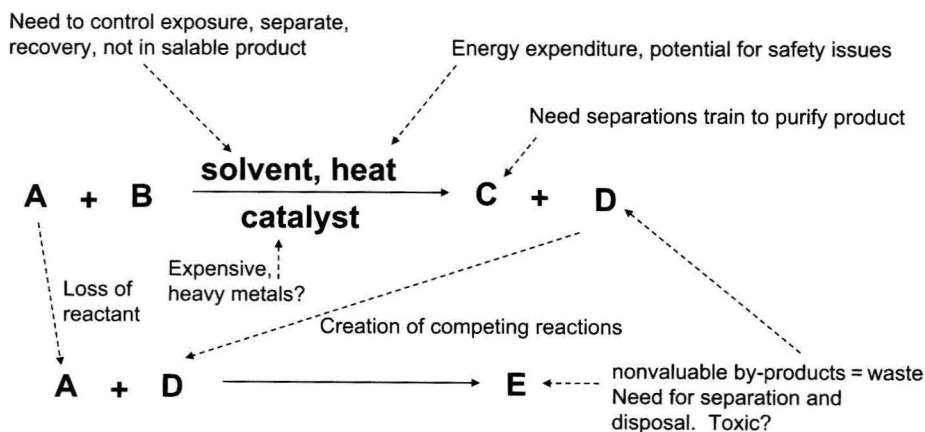 Need to control exposure, separate,
recovery, not in salable product
Energy expenditure, potential for safety issues
Need separations train to purify product
solvent, heat
A + B
C + D
catalyst
Expensive,
heavy metals?
Loss of
reactant
Creation of competing reactions
A + D
E
nonvaluable by-products = waste
Need for separation and
disposal. Toxic?